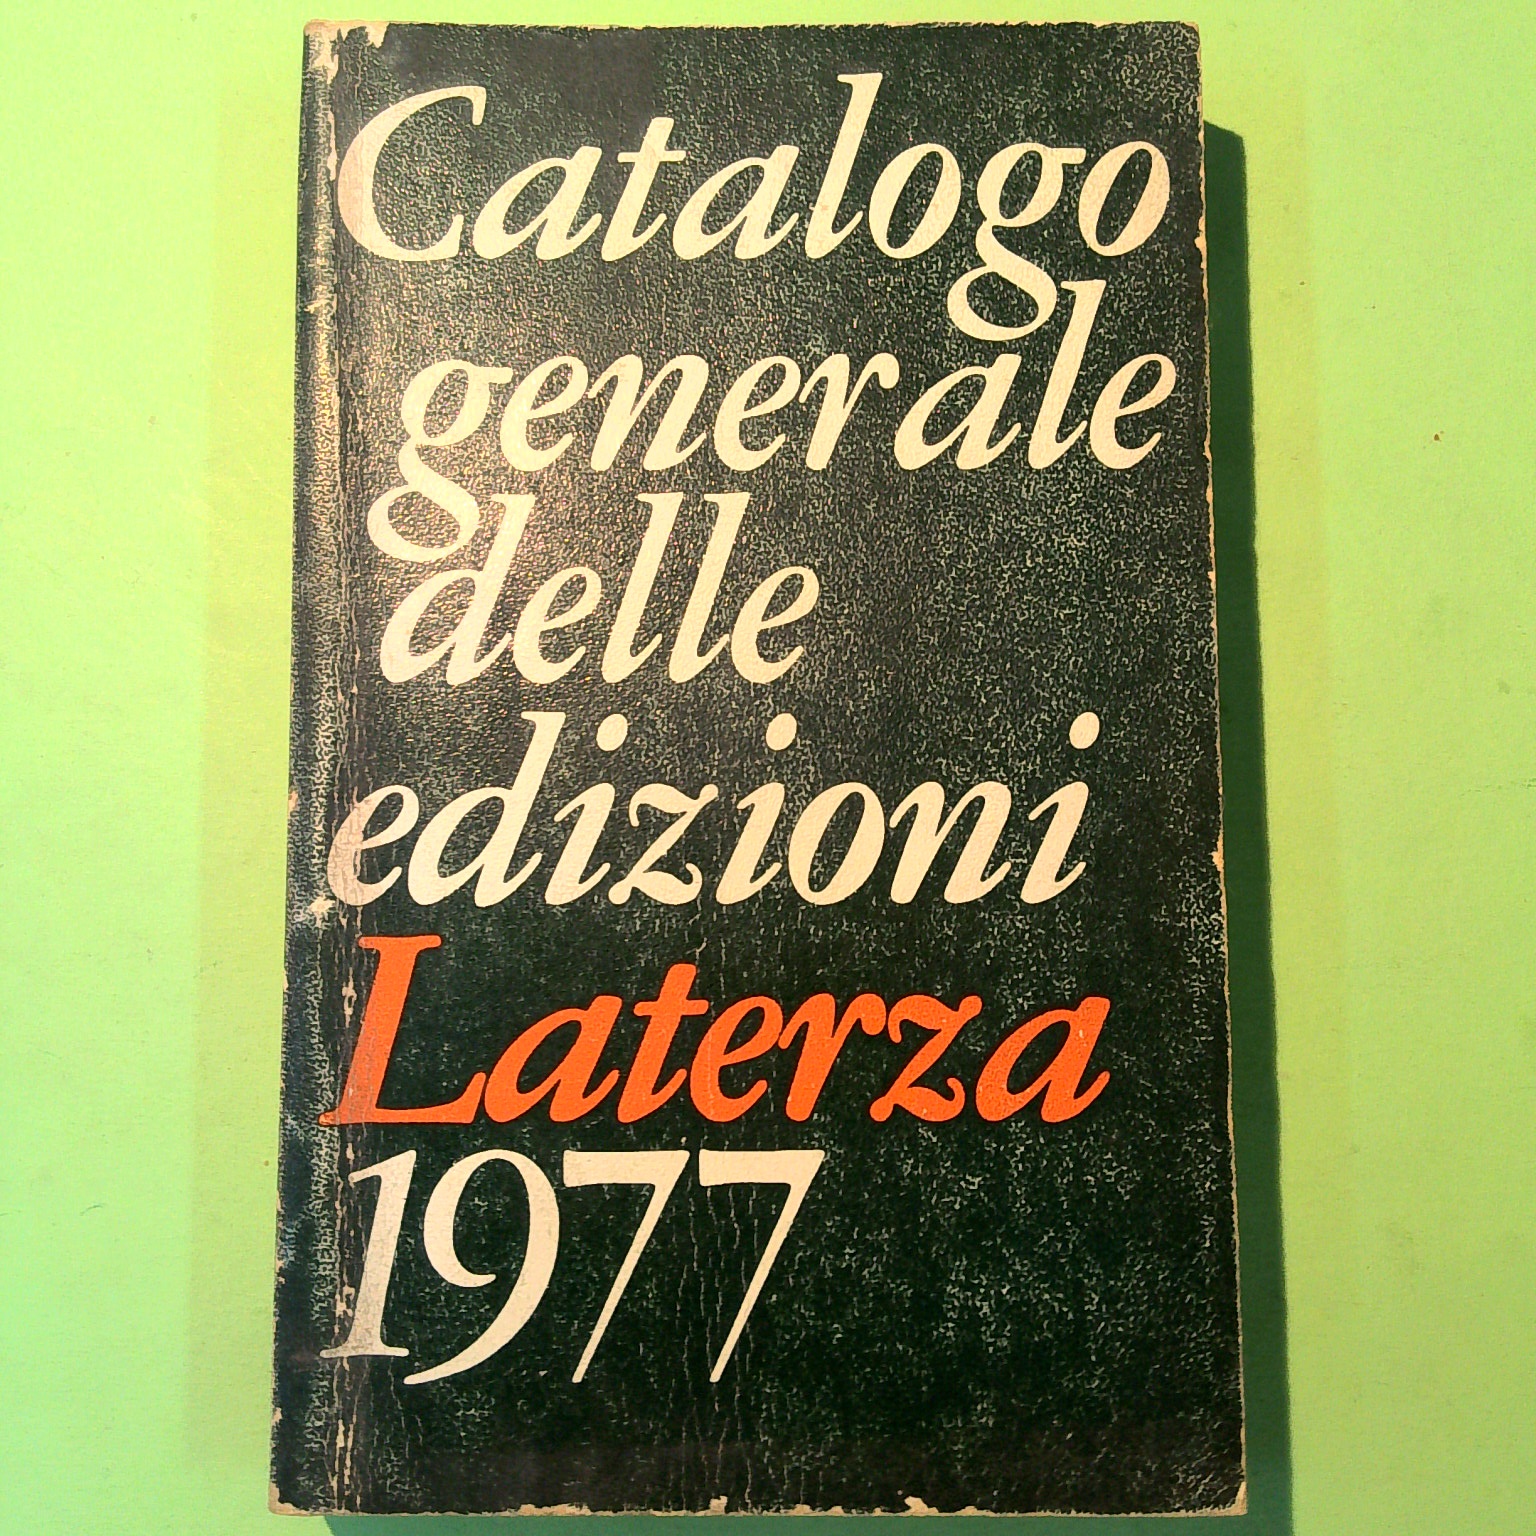 Catalogo
generale
delle
edizioni
Laterza
1977